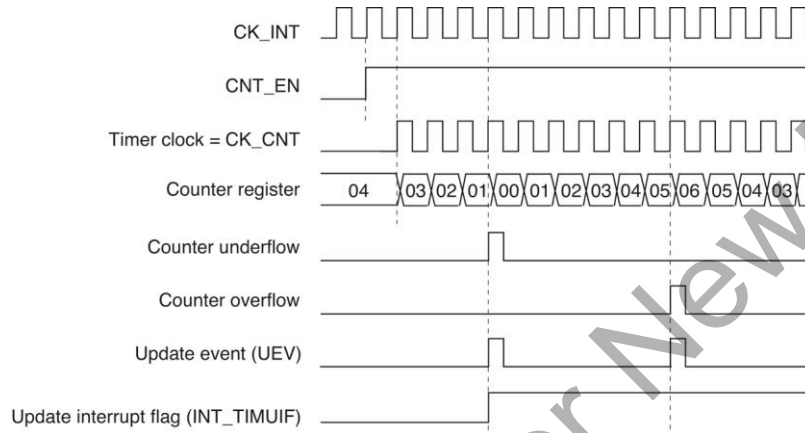 CK_INT
CNT_EN
Timer clock = CK_CNT
Counter register 04 03 02 01 00 01 02 03 04 05 06 05 04 03
Counter underflow
Counter overflow
Update event (UEV)
Update interrupt flag (INT_TIMUIF)
r New